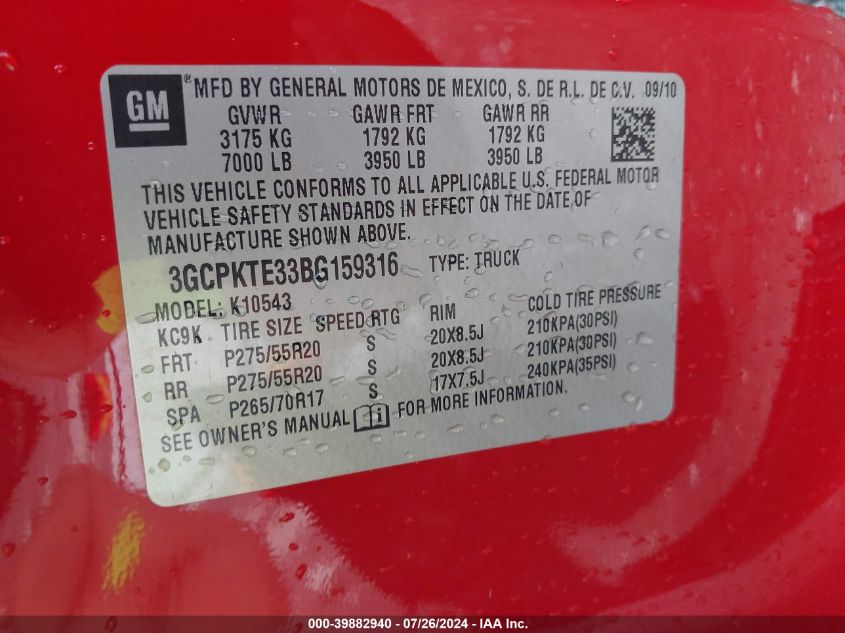 GM
® MFD BY GENERAL MOTORS DE MEXICO, S. DE R.L. DE C.V. 09/10
GVWR GAWR FRT GAWR RR
3175 KG 1792 KG 1792 KG
7000 LB 3950 LB 3950 LB
THIS VEHICLE CONFORMS TO ALL APPLICABLE U.S. FEDERAL MOTOR
VEHICLE SAFETY STANDARDS IN EFFECT ON THE DATE OF
MANUFACTURE SHOWN ABOVE.
3GCPKTE33BG159316 TYPE: TRUCK
MODEL: K10543
KC9K TIRE SIZE SPEED RTG RIM COLD TIRE PRESSURE
FRT P275/55R20 S 20X8.5J 210KPA(30PSI)
RR P275/55R20 S 20X8.5J 210KPA(30PSI)
SPA P265/70R17 S 17X7.5J 240KPA(35PSI)
SEE OWNER'S MANUAL i FOR MORE INFORMATION.
000-39882940 - 07/26/2024 - IAA Inc.